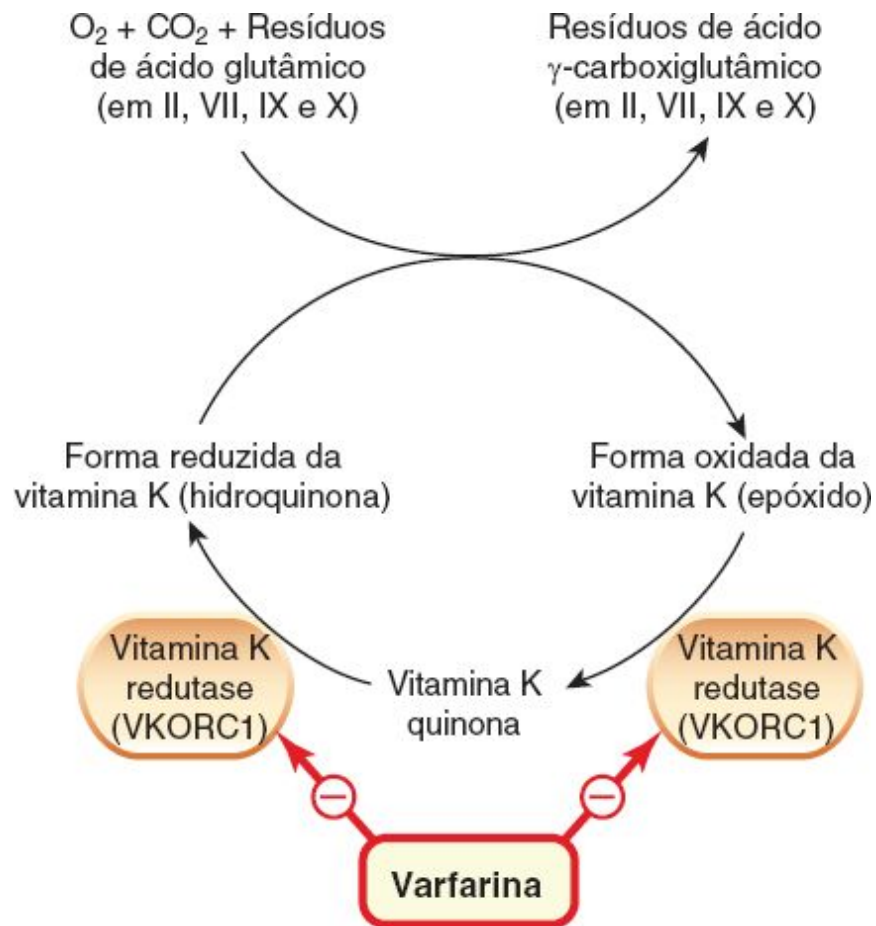 O₂ + CO₂ + Resíduos
de ácido glutâmico
(em II, VII, IX e X)
Resíduos de ácido
γ-carboxiglutâmico
(em II, VII, IX e X)
Forma reduzida da
vitamina K (hidroquinona)
Forma oxidada da
vitamina K (epóxido)
Vitamina K
redutase
(VKORC1)
Vitamina K
quinona
Vitamina K
redutase
(VKORC1)
−
−
Varfarina